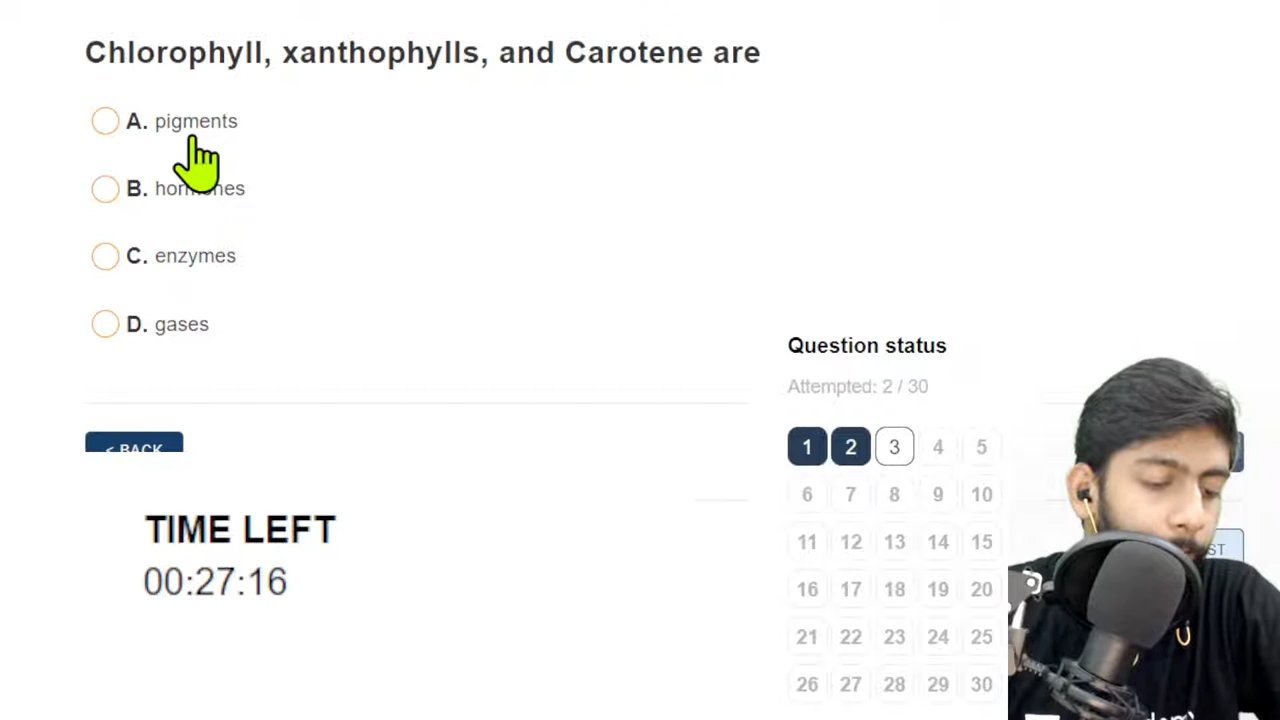 Chlorophyll, xanthophylls, and Carotene are
A. pigments
B. hormones
C. enzymes
D. gases
Question status
Attempted: 2 / 30
< BACK
1 2 3 4 5
6 7 8 9 10
TIME LEFT
00:27:16
11 12 13 14 15
16 17 18 19 20
21 22 23 24 25
26 27 28 29 30